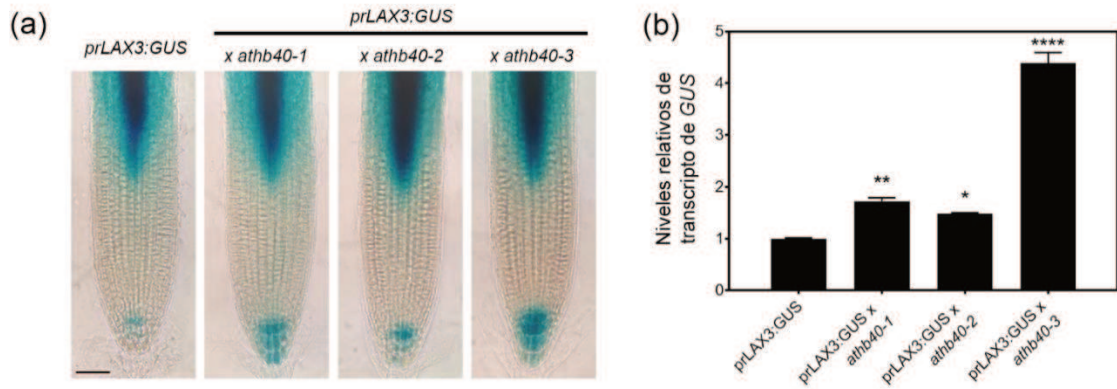 (a)
prLAX3:GUS
prLAX3:GUS
x athb40-1
x athb40-2
x athb40-3
(b)
Niveles relativos de
transcripto de GUS
5
4
3
2
1
0
**
*
****
prLAX3:GUS
prLAX3:GUS x
athb40-1
prLAX3:GUS x
athb40-2
prLAX3:GUS x
athb40-3